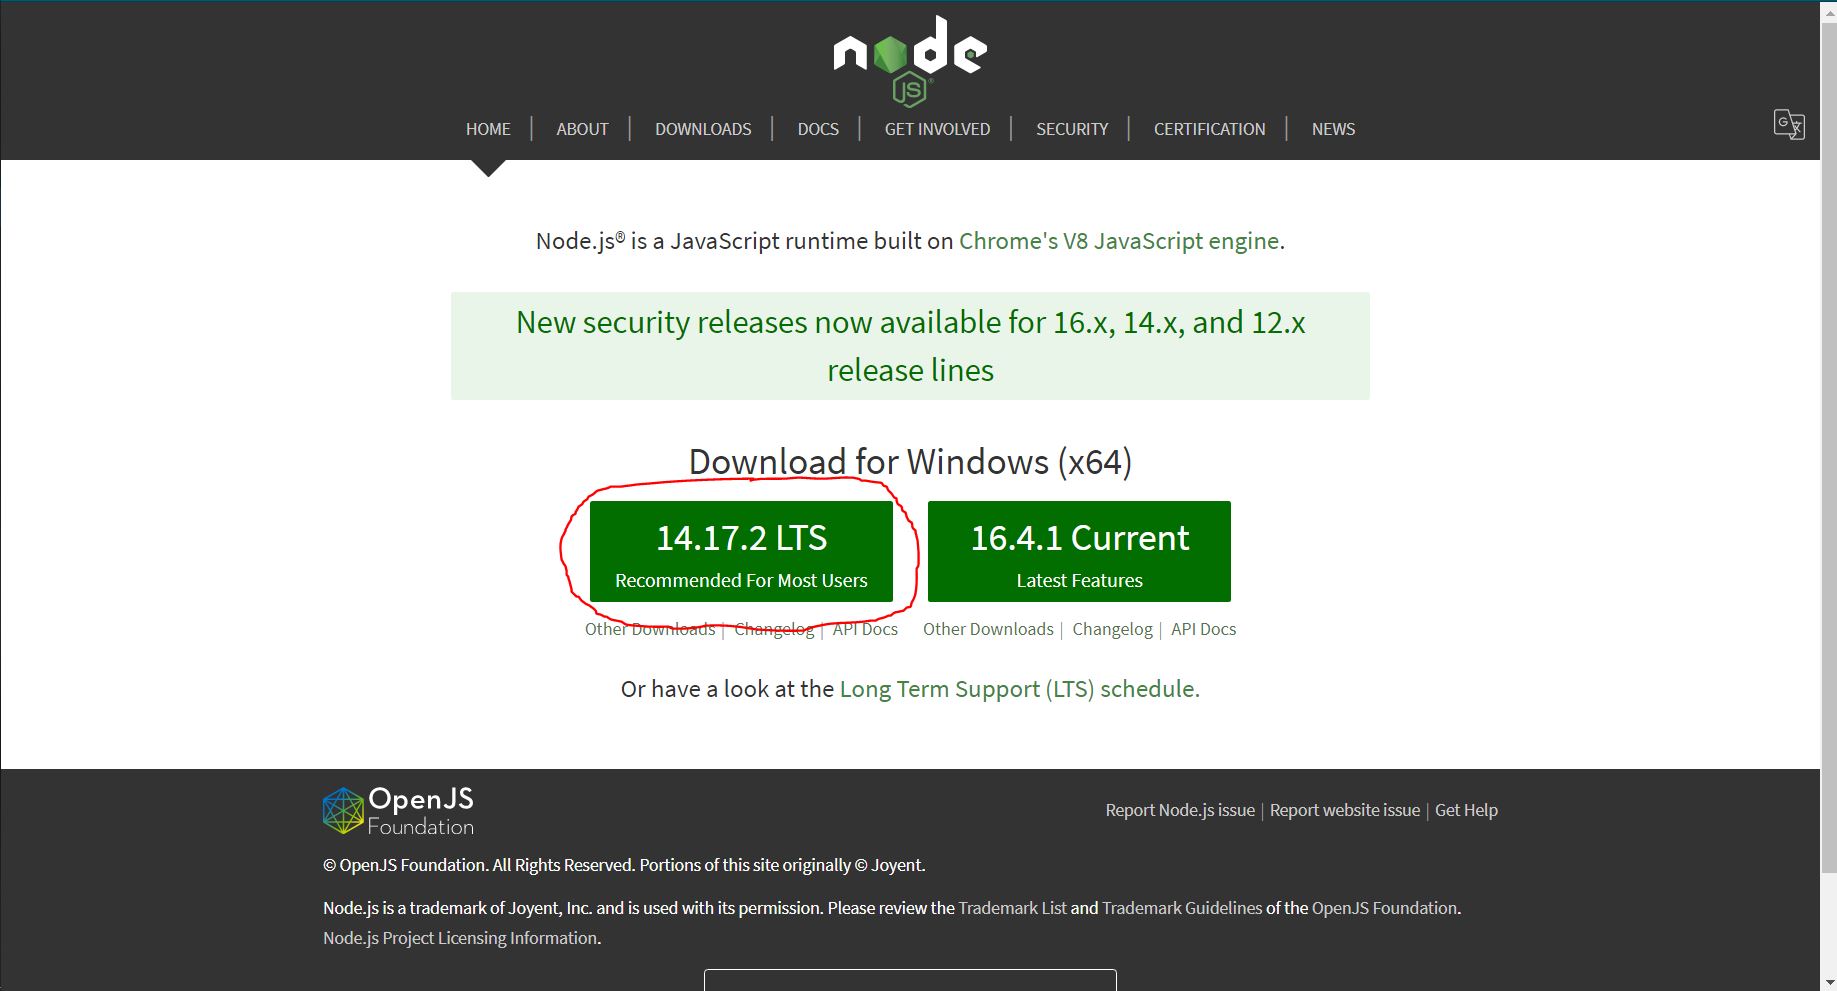 node
JS
HOME | ABOUT | DOWNLOADS | DOCS | GET INVOLVED | SECURITY | CERTIFICATION | NEWS
Node.js® is a JavaScript runtime built on Chrome's V8 JavaScript engine.
New security releases now available for 16.x, 14.x, and 12.x
release lines
Download for Windows (x64)
14.17.2 LTS
Recommended For Most Users
16.4.1 Current
Latest Features
Other Downloads | Changelog | API Docs
Other Downloads | Changelog | API Docs
Or have a look at the Long Term Support (LTS) schedule.
OpenJS
Foundation
Report Node.js issue | Report website issue | Get Help
© OpenJS Foundation. All Rights Reserved. Portions of this site originally © Joyent.
Node.js is a trademark of Joyent, Inc. and is used with its permission. Please review the Trademark List and Trademark Guidelines of the OpenJS Foundation.
Node.js Project Licensing Information.